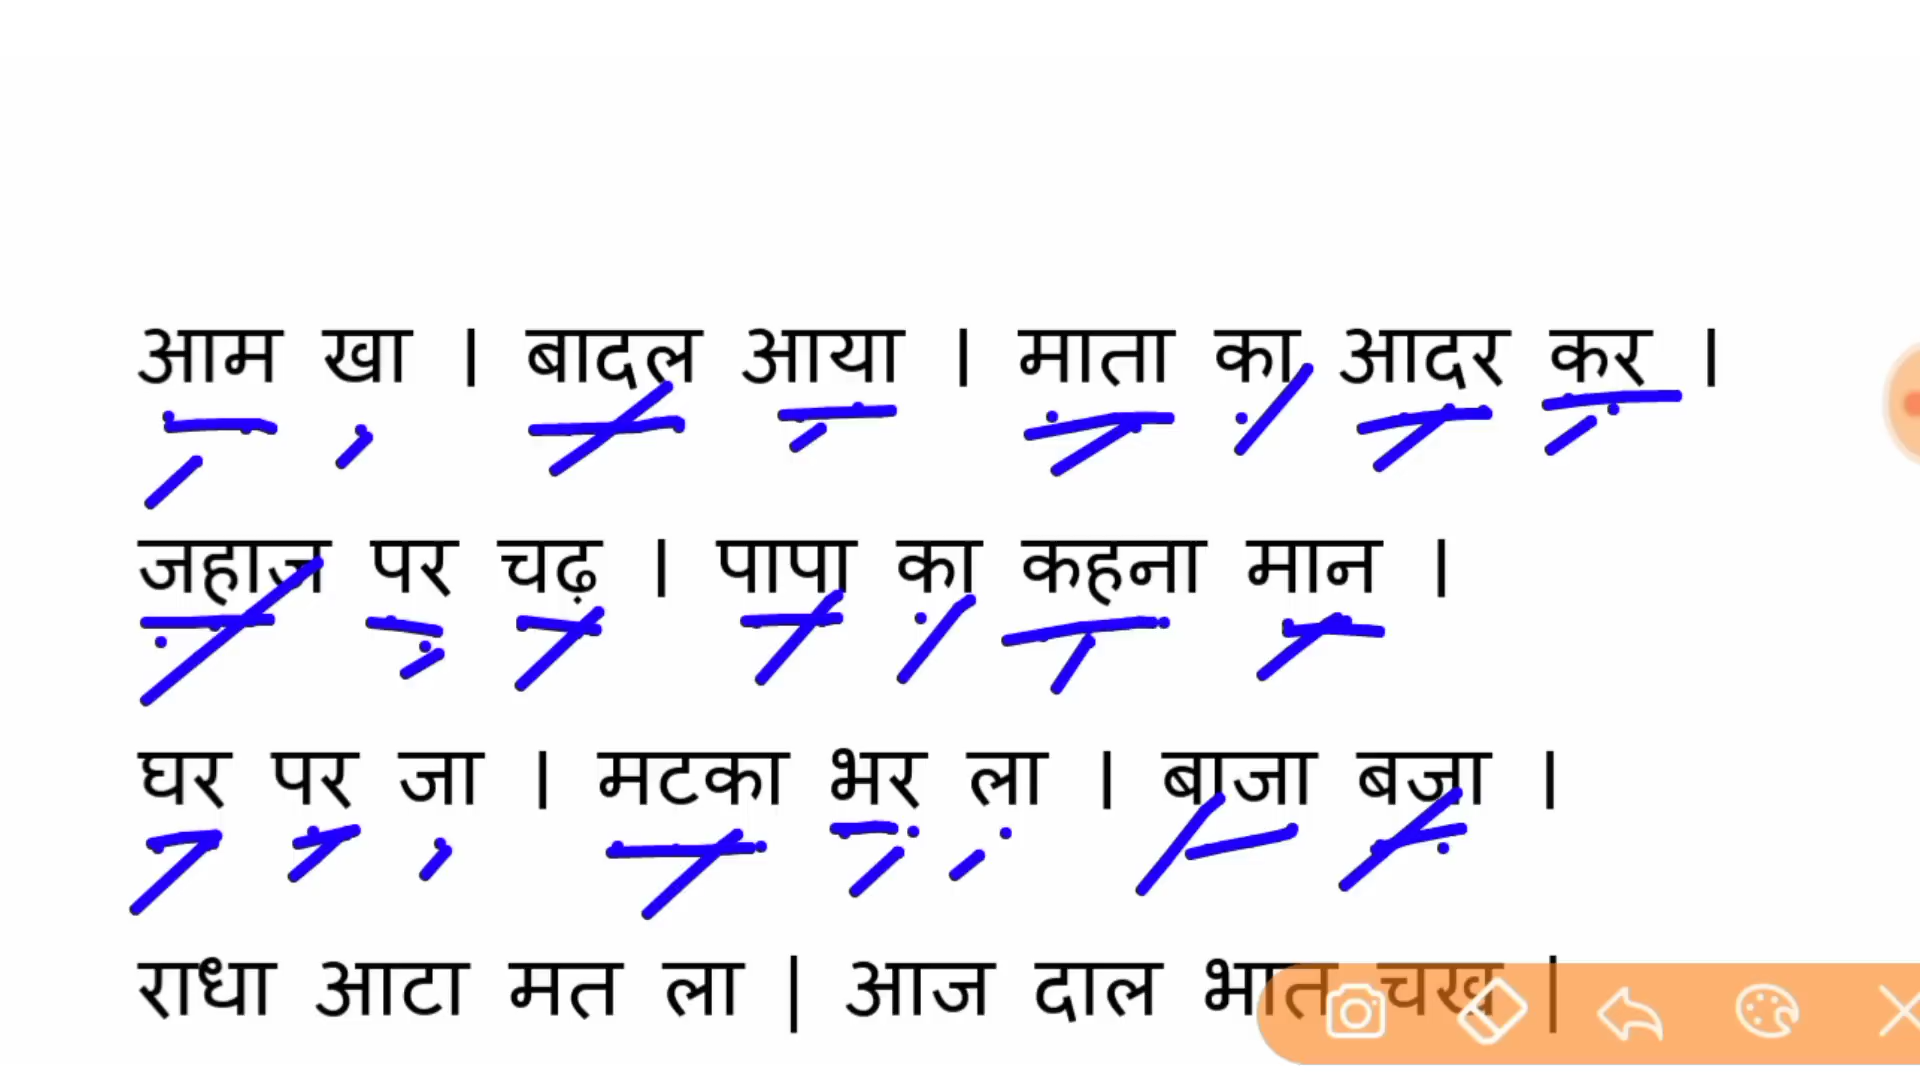 आम खा । बादल आया । माता का आदर कर ।
जहाज पर चढ़ । पापा का कहना मान ।
घर पर जा । मटका भर ला । बाजा बजा ।
राधा आटा मत ला | आज दाल भात चख |